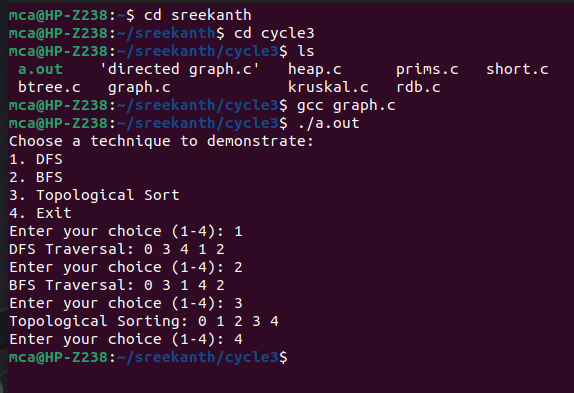 mca@HP-Z238:~$ cd sreekanth
mca@HP-Z238:~/sreekanth$ cd cycle3
mca@HP-Z238:~/sreekanth/cycle3$ ls
a.out 'directed graph.c' heap.c prims.c short.c
btree.c graph.c kruskal.c rdb.c
mca@HP-Z238:~/sreekanth/cycle3$ gcc graph.c
mca@HP-Z238:~/sreekanth/cycle3$ ./a.out
Choose a technique to demonstrate:
1. DFS
2. BFS
3. Topological Sort
4. Exit
Enter your choice (1-4): 1
DFS Traversal: 0 3 4 1 2
Enter your choice (1-4): 2
BFS Traversal: 0 3 1 4 2
Enter your choice (1-4): 3
Topological Sorting: 0 1 2 3 4
Enter your choice (1-4): 4
mca@HP-Z238:~/sreekanth/cycle3$